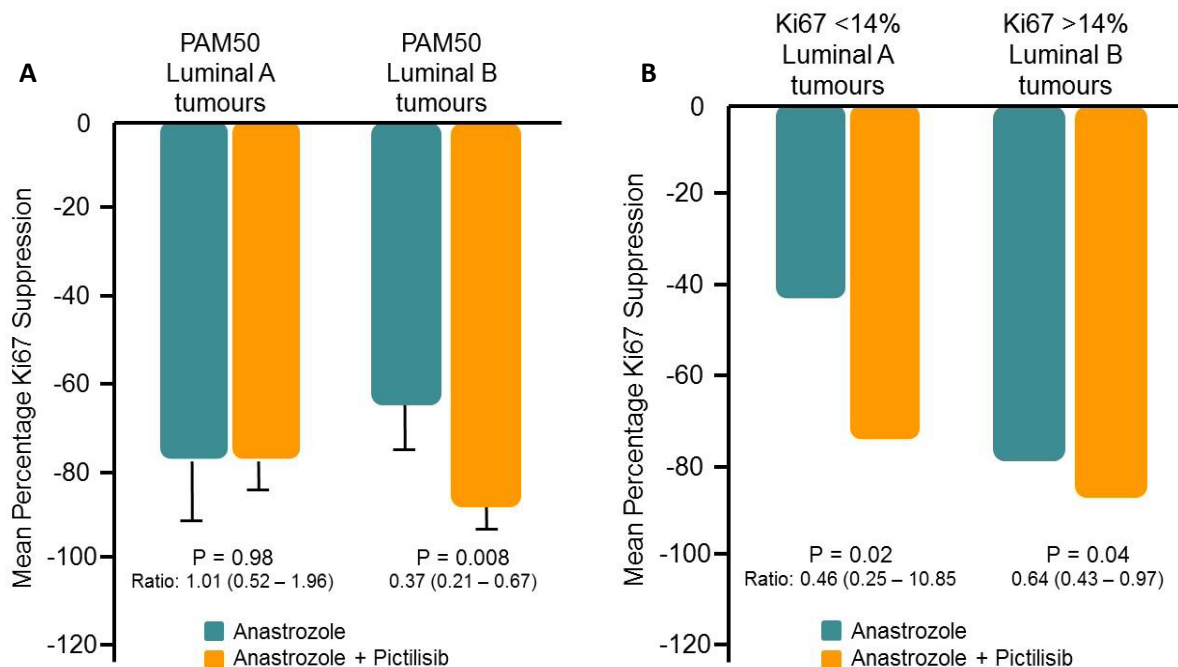 A
PAM50
Luminal A
tumours
PAM50
Luminal B
tumours
Mean Percentage Ki67 Suppression
0
-20
-40
-60
-80
-100
-120
P = 0.98
Ratio: 1.01 (0.52 – 1.96)
P = 0.008
0.37 (0.21 – 0.67)
Anastrozole
Anastrozole + Pictilisib
B
Ki67 <14%
Luminal A
tumours
Ki67 >14%
Luminal B
tumours
Mean Percentage Ki67 Suppression
0
-20
-40
-60
-80
-100
-120
P = 0.02
Ratio: 0.46 (0.25 – 10.85
P = 0.04
0.64 (0.43 – 0.97)
Anastrozole
Anastrozole + Pictilisib